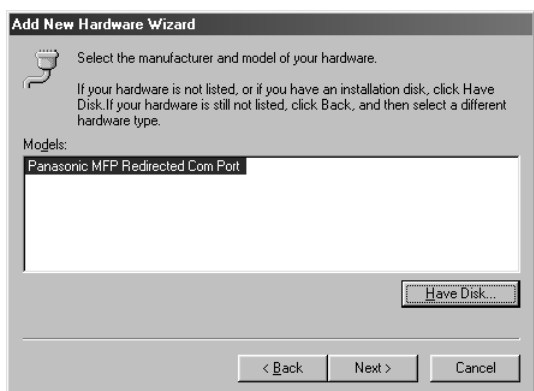 Add New Hardware Wizard
Select the manufacturer and model of your hardware.
If your hardware is not listed, or if you have an installation disk, click Have
Disk.If your hardware is still not listed, click Back, and then select a different
hardware type.
Models:
Panasonic MFP Redirected Com Port
Have Disk...
< Back
Next >
Cancel